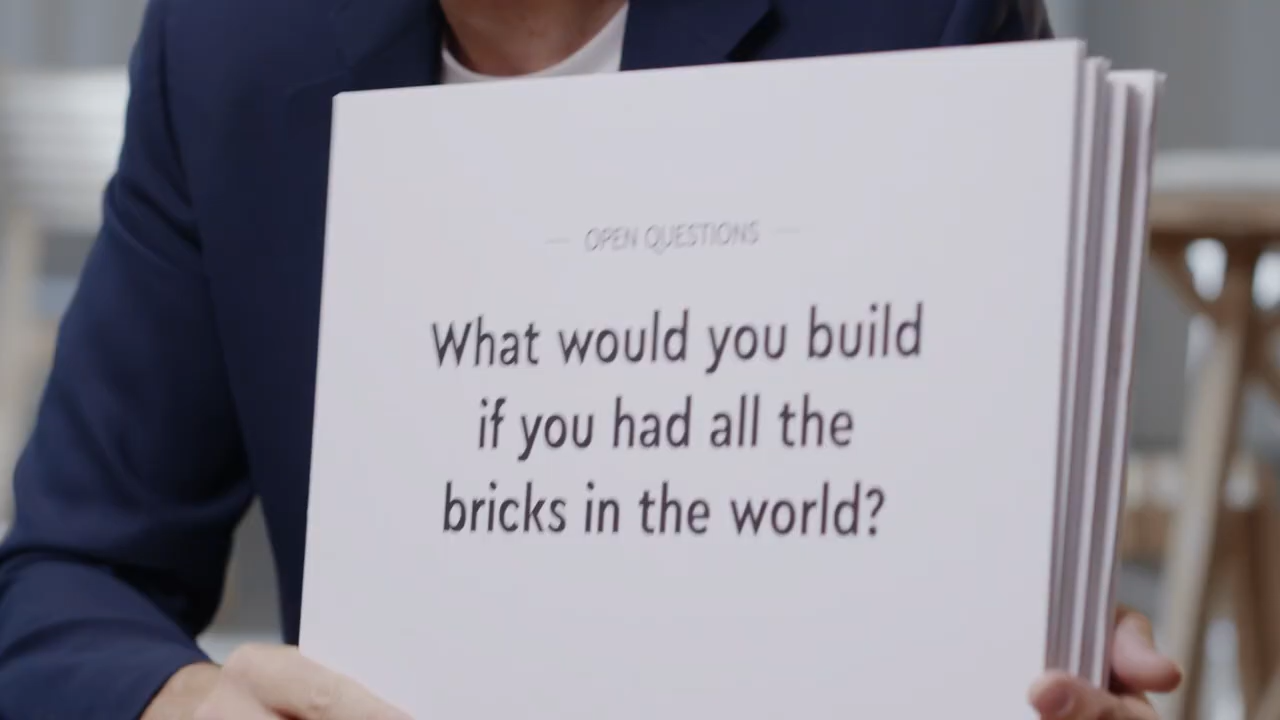 — OPEN QUESTIONS —
What would you build
if you had all the
bricks in the world?